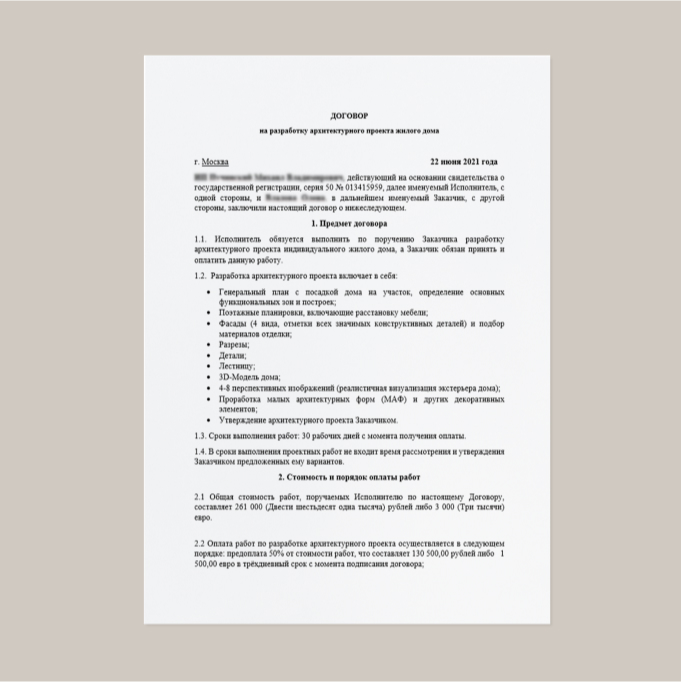 ДОГОВОР
на разработку архитектурного проекта жилого дома
г. Москва 22 июня 2021 года
, действующий на основании свидетельства о
государственной регистрации, серия 50 № 013415959, далее именуемый Исполнитель, с
одной стороны, и , в дальнейшем именуемый Заказчик, с другой
стороны, заключили настоящий договор о нижеследующем.
1. Предмет договора
1.1. Исполнитель обязуется выполнить по поручению Заказчика разработку
архитектурного проекта индивидуального жилого дома, а Заказчик обязан принять и
оплатить данную работу.
1.2. Разработка архитектурного проекта включает в себя:
• Генеральный план с посадкой дома на участок, определение основных
функциональных зон и построек;
• Поэтажные планировки, включающие расстановку мебели;
• Фасады (4 вида, отметки всех значимых конструктивных деталей) и подбор
материалов отделки;
• Разрезы;
• Детали;
• Лестницу;
• 3D-Модель дома;
• 4-8 перспективных изображений (реалистичная визуализация экстерьера дома);
• Проработка малых архитектурных форм (МАФ) и других декоративных
элементов;
• Утверждение архитектурного проекта Заказчиком.
1.3. Сроки выполнения работ: 30 рабочих дней с момента получения оплаты.
1.4. В сроки выполнения проектных работ не входит время рассмотрения и утверждения
Заказчиком предложенных ему вариантов.
2. Стоимость и порядок оплаты работ
2.1 Общая стоимость работ, поручаемых Исполнителю по настоящему Договору,
составляет 261 000 (Двести шестьдесят одна тысяча) рублей либо 3 000 (Три тысячи)
евро.
2.2 Оплата работ по разработке архитектурного проекта осуществляется в следующем
порядке: предоплата 50% от стоимости работ, что составляет 130 500,00 рублей либо 1
500,00 евро в трёхдневный срок с момента подписания договора;